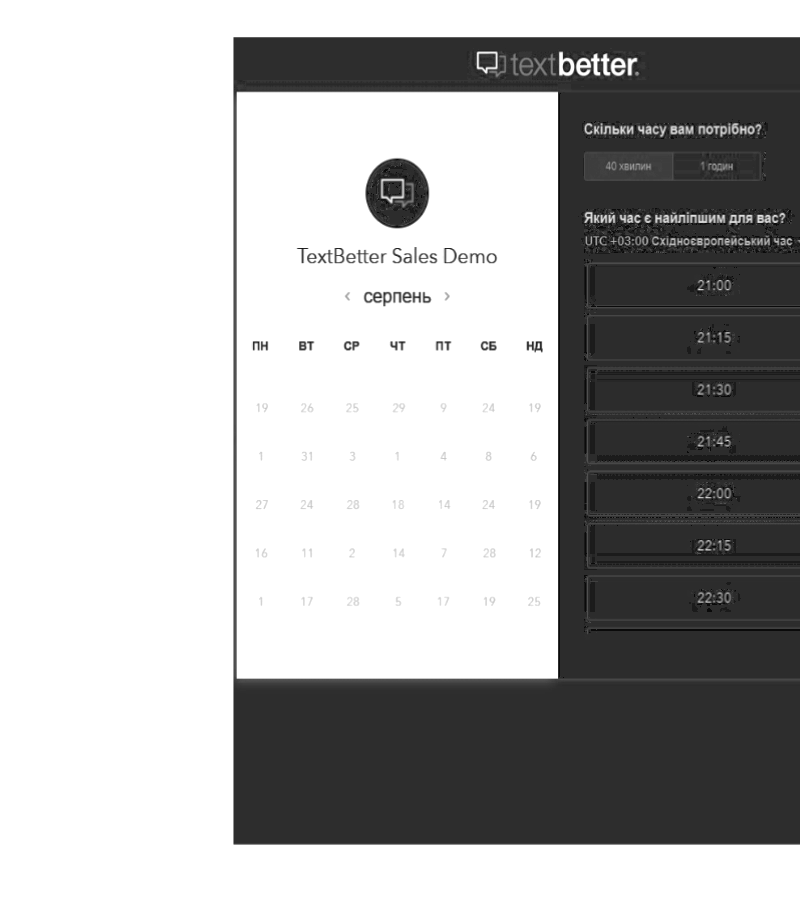 textbetter.
TextBetter Sales Demo
‹ серпень ›
ПН ВТ СР ЧТ ПТ СБ НД
19 26 25 29 9 24 19
1 31 3 1 4 8 6
27 24 28 18 14 24 19
16 11 2 14 7 28 12
1 17 28 5 17 19 25
Скільки часу вам потрібно?
40 хвилин 1 годин
Який час є найліпшим для вас?
UTC +03:00 Східноєвропейський час
21:00
21:15
21:30
21:45
22:00
22:15
22:30